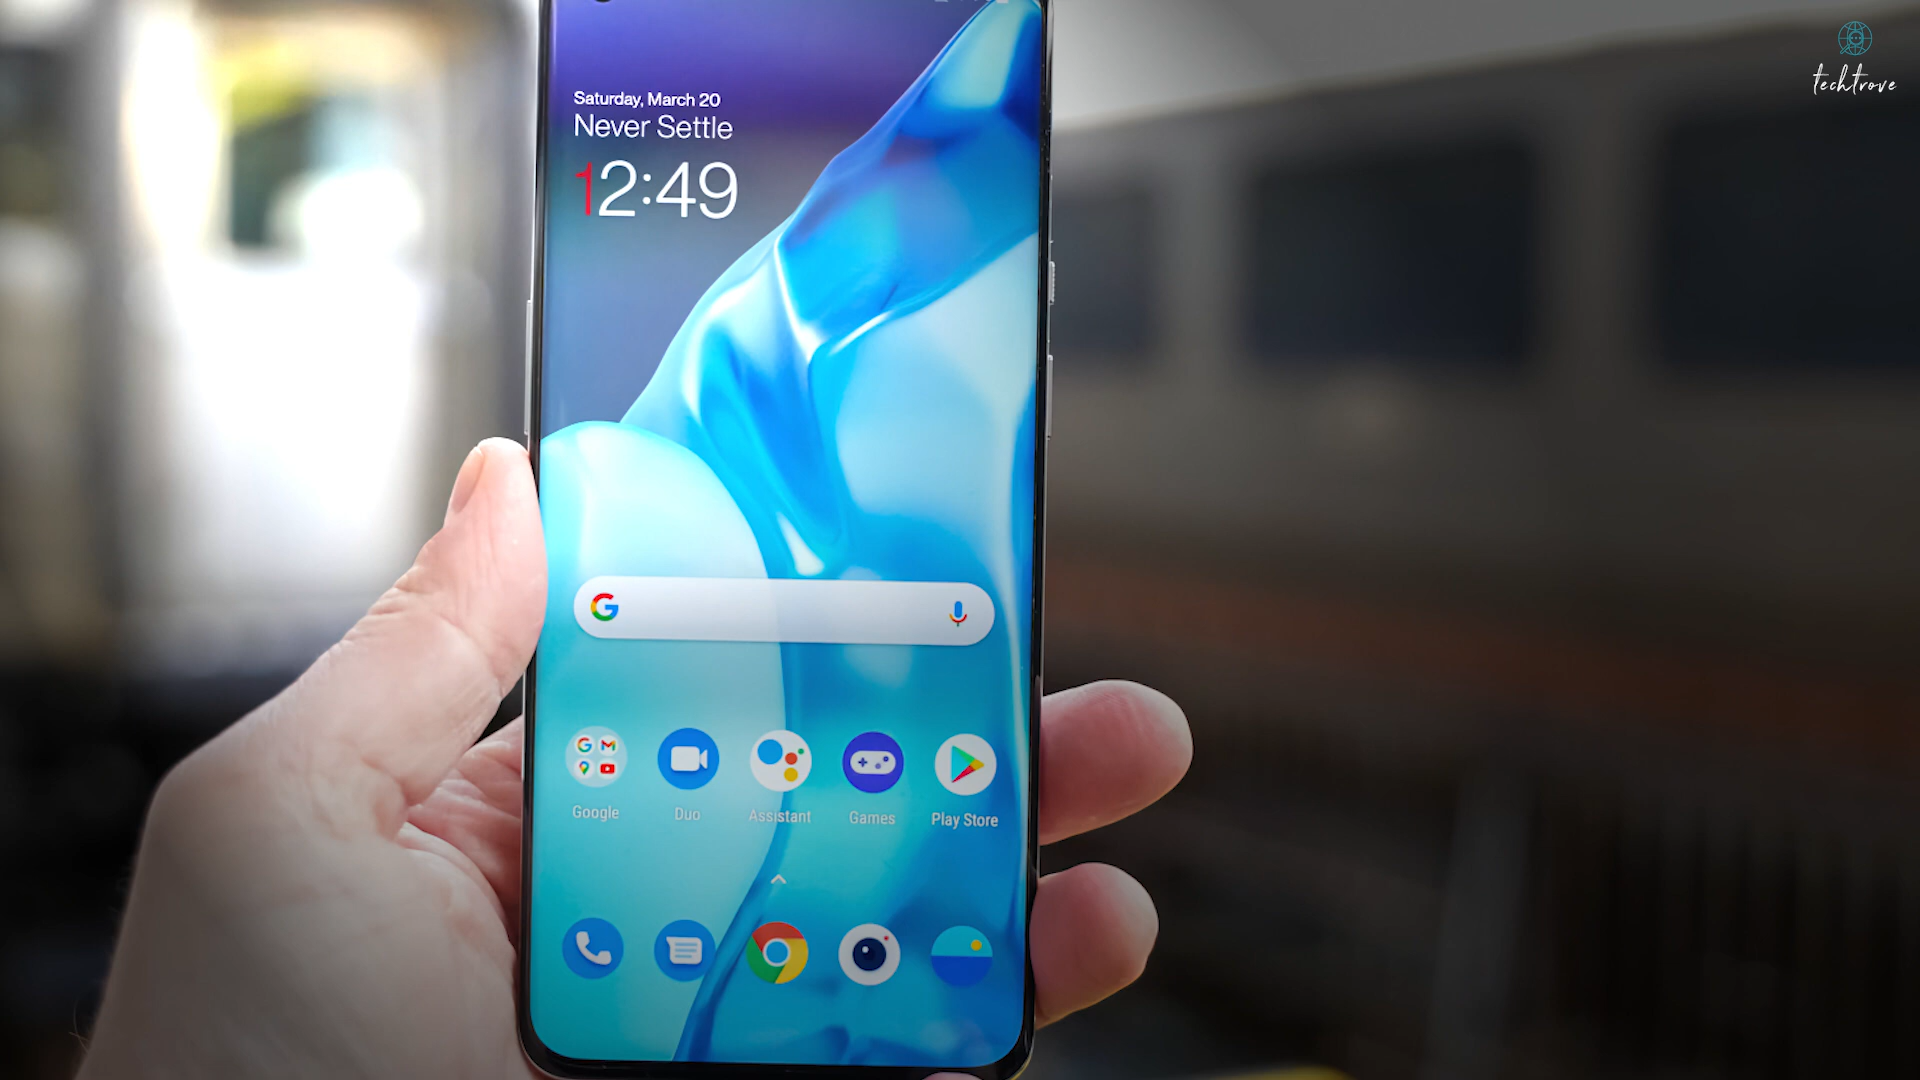 techtrove
Saturday, March 20
Never Settle
12:49
Google
Duo
Assistant
Games
Play Store